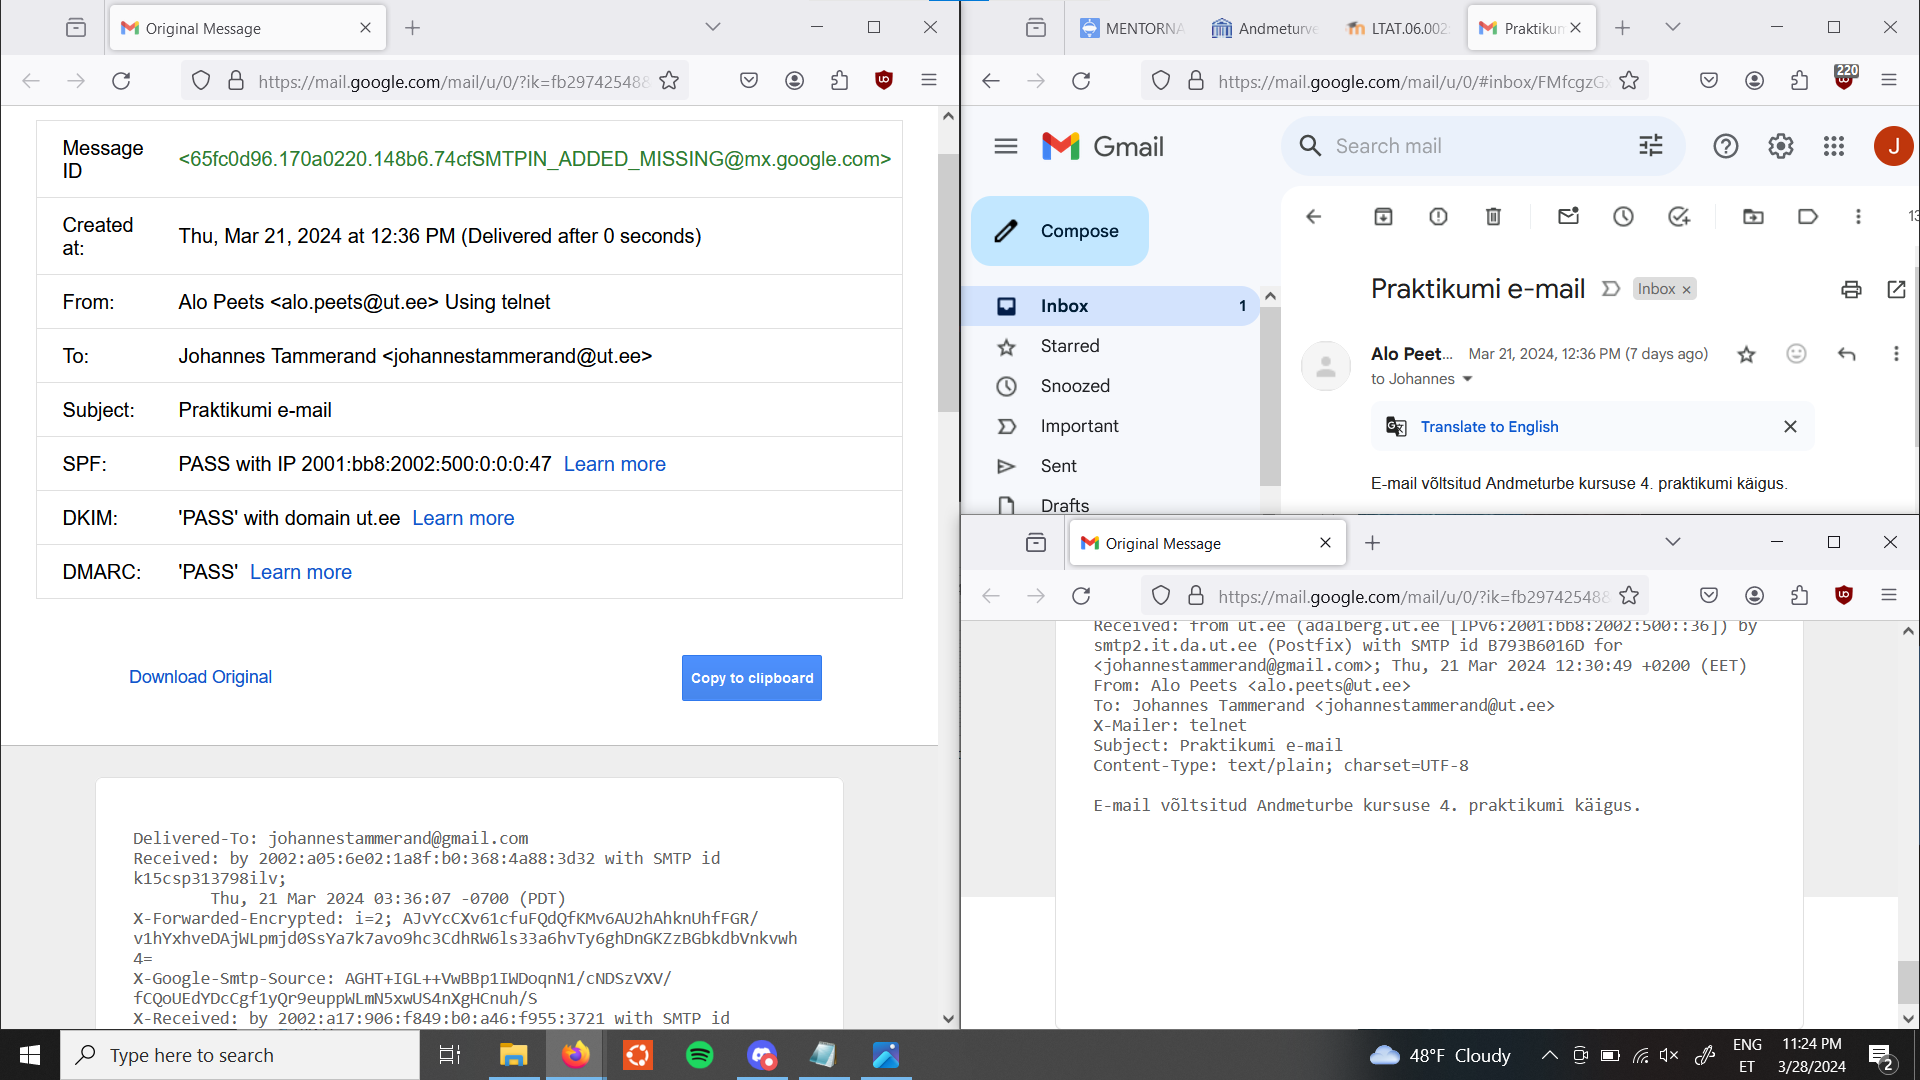 Original Message
https://mail.google.com/mail/u/0/?ik=fb297425488
Message ID
<65fc0d96.170a0220.148b6.74cfSMTPIN_ADDED_MISSING@mx.google.com>
Created at:
Thu, Mar 21, 2024 at 12:36 PM (Delivered after 0 seconds)
From:
Alo Peets <alo.peets@ut.ee> Using telnet
To:
Johannes Tammerand <johannestammerand@ut.ee>
Subject:
Praktikumi e-mail
SPF:
PASS with IP 2001:bb8:2002:500:0:0:0:47 Learn more
DKIM:
'PASS' with domain ut.ee Learn more
DMARC:
'PASS' Learn more
Download Original
Copy to clipboard
Delivered-To: johannestammerand@gmail.com
Received: by 2002:a05:6e02:1a8f:b0:368:4a88:3d32 with SMTP id
k15csp313798ilv;
Thu, 21 Mar 2024 03:36:07 -0700 (PDT)
X-Forwarded-Encrypted: i=2; AJvYcCXv61cfuFQdQfKMv6AU2hAhknUhfFGR/
v1hYxhveDAjWLpmjd0SsYa7k7avo9hc3CdhRW6ls33a6hvTy6ghDnGKZzBGbkdbVnkvwh
4=
X-Google-Smtp-Source: AGHT+IGL++VwBBp1IWDoqnN1/cNDSzVXV/
fCQoUEdYDcCgf1yQr9euppWLmN5xwUS4nXgHCnuh/S
X-Received: by 2002:a17:906:f849:b0:a46:f955:3721 with SMTP id
MENTORNA
Andmeturve
LTAT.06.002:
Praktikum
https://mail.google.com/mail/u/0/#inbox/FMfcgzGx
220
Gmail
Search mail
J
Compose
Inbox 1
Starred
Snoozed
Important
Sent
Drafts
Praktikumi e-mail
Inbox ×
Alo Peet...
Mar 21, 2024, 12:36 PM (7 days ago)
to Johannes
Translate to English
E-mail võltsitud Andmeturbe kursuse 4. praktikumi käigus.
Original Message
https://mail.google.com/mail/u/0/?ik=fb297425488
Received: from ut.ee (adalberg.ut.ee [IPv6:2001:bb8:2002:500::36]) by
smtp2.it.da.ut.ee (Postfix) with SMTP id B793B6016D for
<johannestammerand@gmail.com>; Thu, 21 Mar 2024 12:30:49 +0200 (EET)
From: Alo Peets <alo.peets@ut.ee>
To: Johannes Tammerand <johannestammerand@ut.ee>
X-Mailer: telnet
Subject: Praktikumi e-mail
Content-Type: text/plain; charset=UTF-8
E-mail võltsitud Andmeturbe kursuse 4. praktikumi käigus.
Type here to search
48°F Cloudy
ENG
ET
11:24 PM
3/28/2024
2